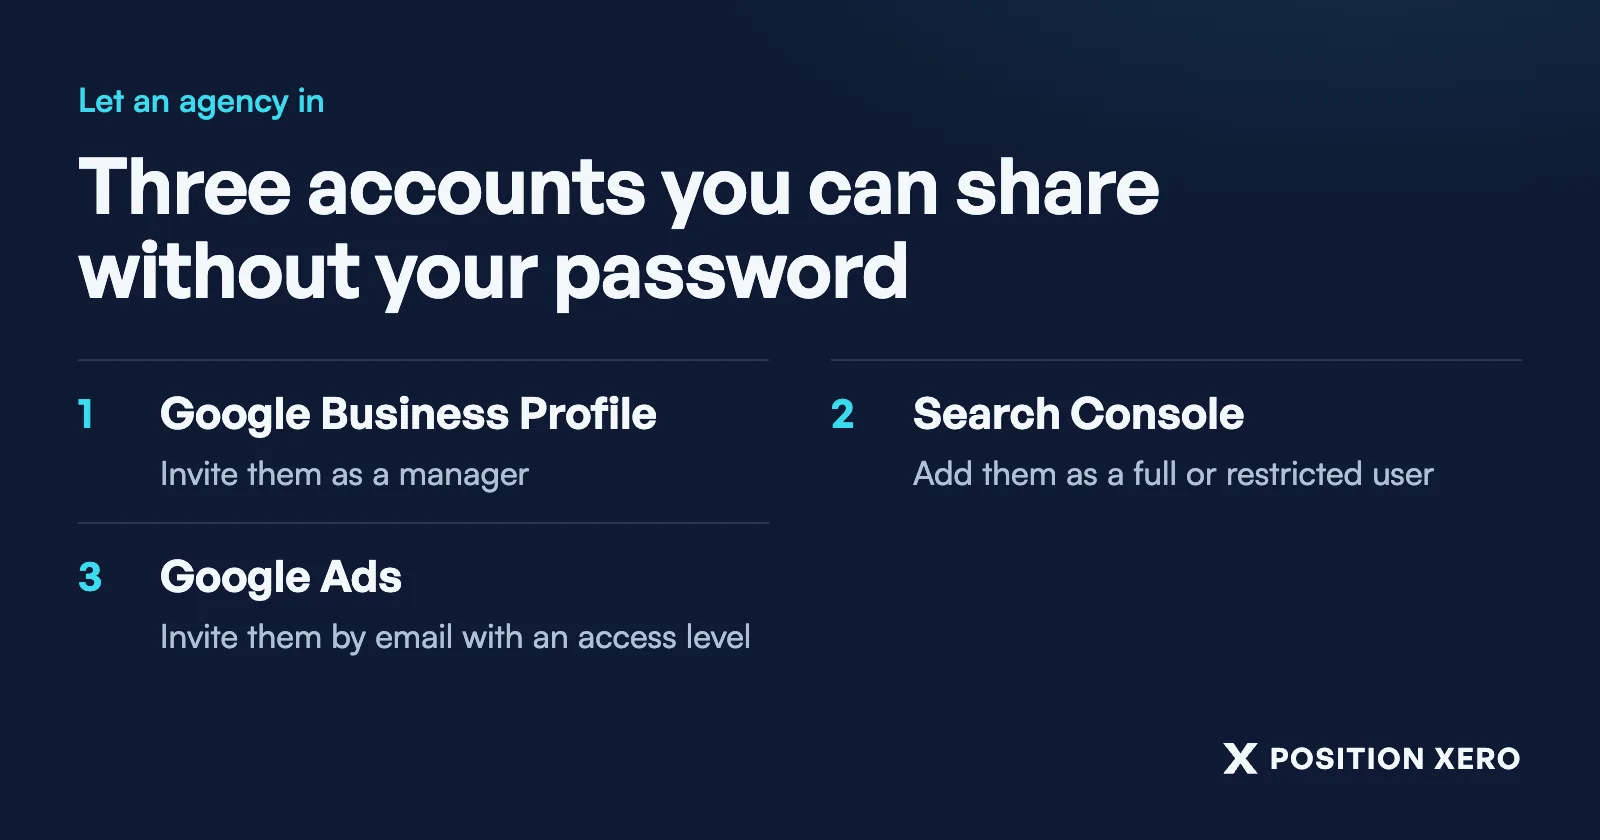 Let an agency in
Three accounts you can share
without your password
1 Google Business Profile
Invite them as a manager
2 Search Console
Add them as a full or restricted user
3 Google Ads
Invite them by email with an access level
X POSITION XERO